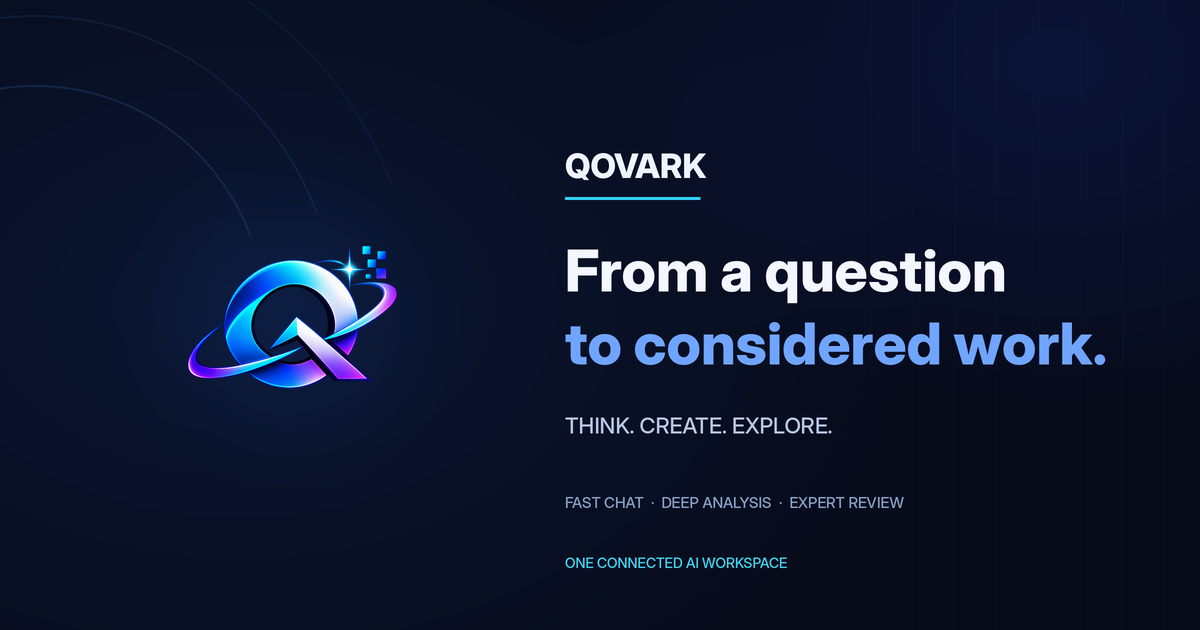 QOVARK
From a question
to considered work.
THINK. CREATE. EXPLORE.
FAST CHAT · DEEP ANALYSIS · EXPERT REVIEW
ONE CONNECTED AI WORKSPACE